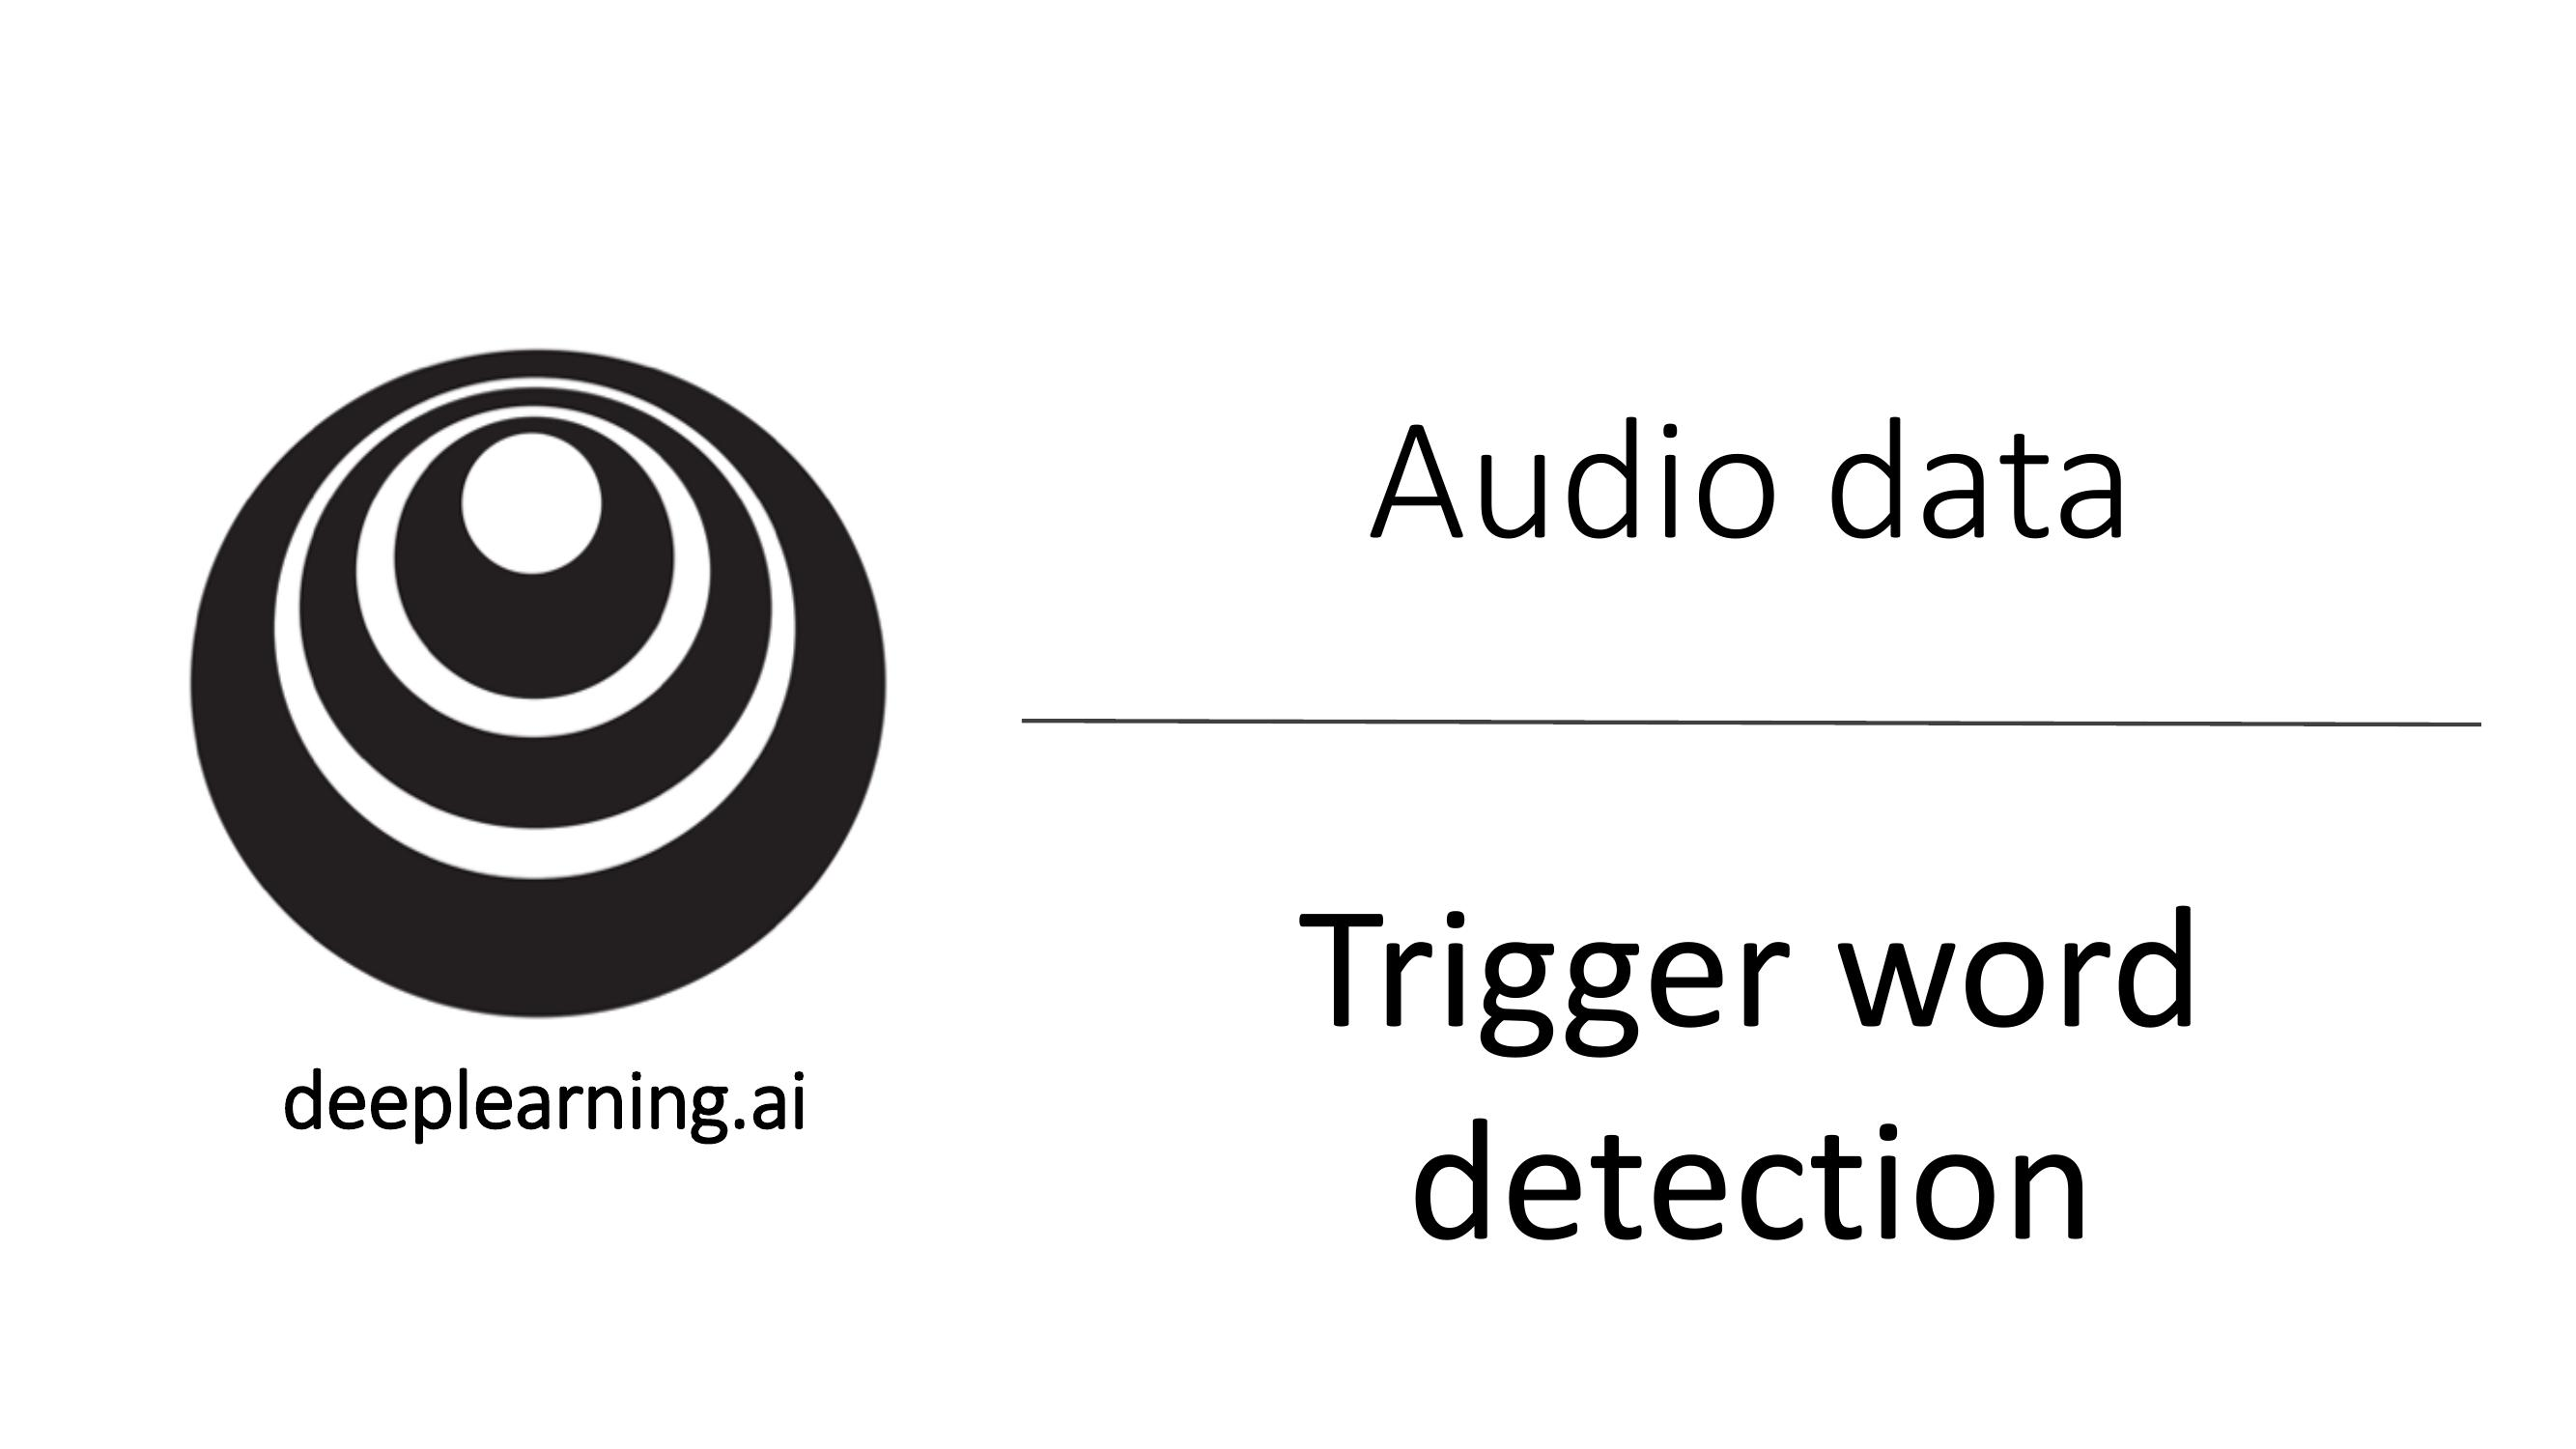 Audio data
Trigger word
detection
deeplearning.ai